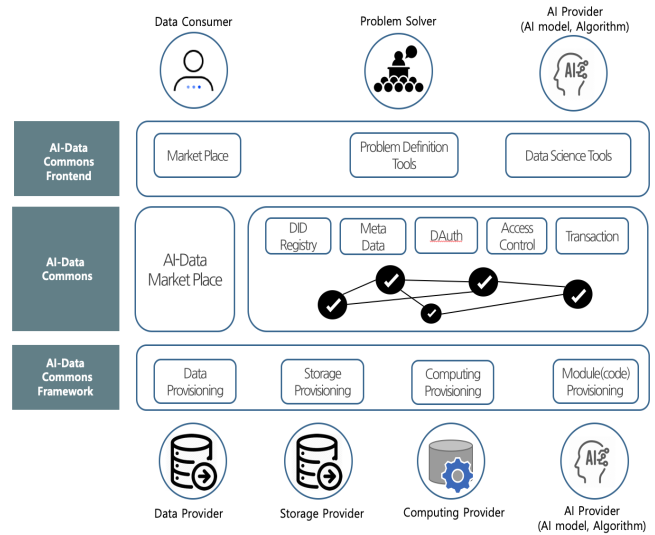 Data Consumer
Problem Solver
AI Provider
(AI model, Algorithm)
AI
AI-Data
Commons
Frontend
Market Place
Problem Definition
Tools
Data Science Tools
AI-Data
Commons
AI-Data
Market Place
DID
Registry
Meta
Data
DAuth
Access
Control
Transaction
AI-Data
Commons
Framework
Data
Provisioning
Storage
Provisioning
Computing
Provisioning
Module(code)
Provisioning
AI
Data Provider
Storage Provider
Computing Provider
AI Provider
(AI model, Algorithm)